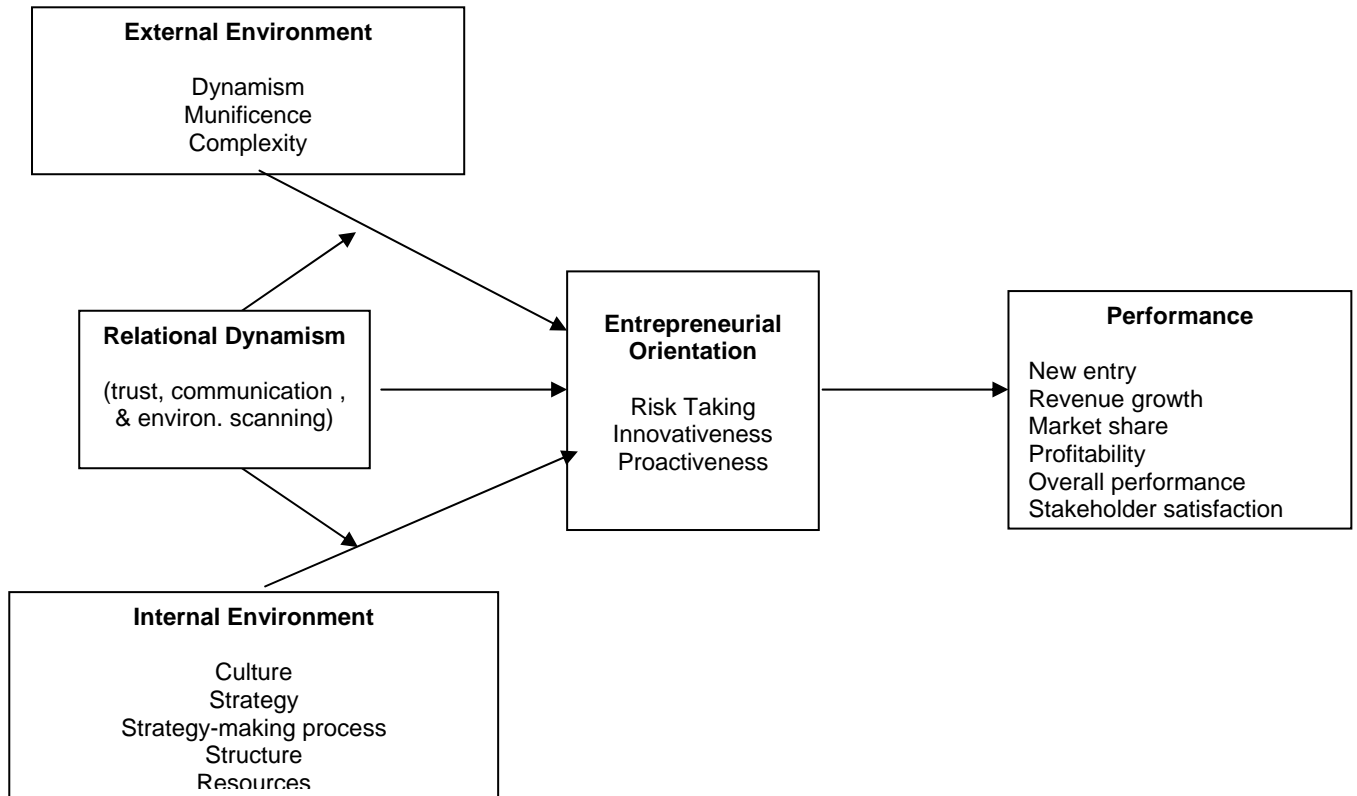 External Environment
Dynamism
Munificence
Complexity
Relational Dynamism
(trust, communication ,
& environ. scanning)
Entrepreneurial
Orientation
Risk Taking
Innovativeness
Proactiveness
Performance
New entry
Revenue growth
Market share
Profitability
Overall performance
Stakeholder satisfaction
Internal Environment
Culture
Strategy
Strategy-making process
Structure
Resources